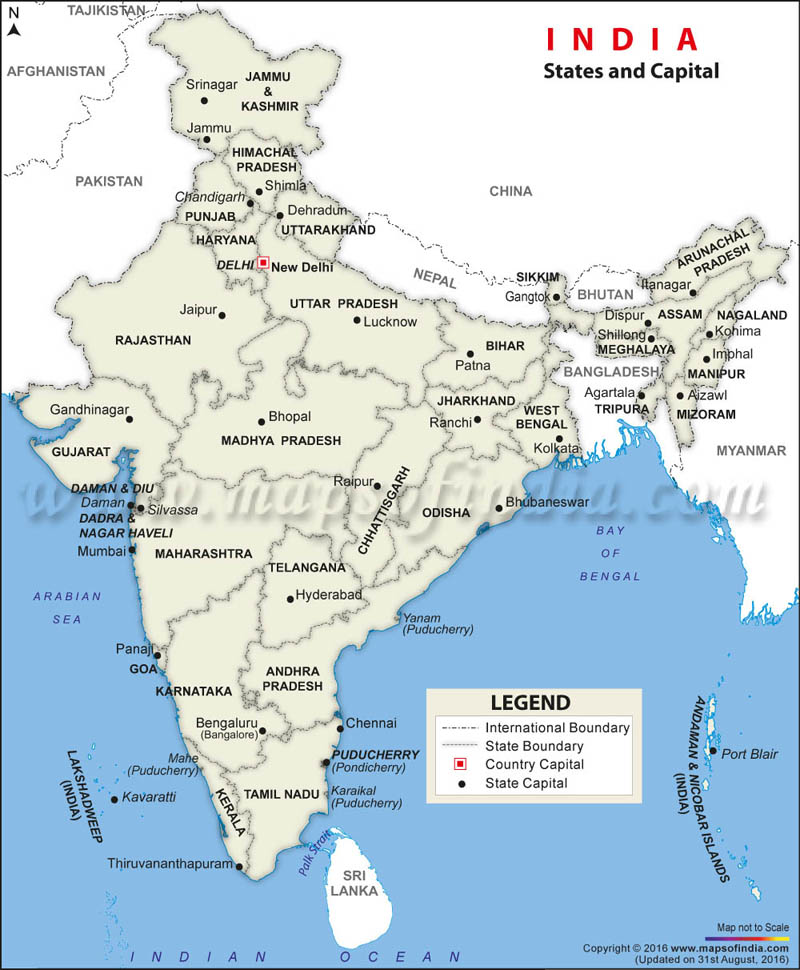 N
TAJIKISTAN
INDIA
States and Capital
AFGHANISTAN
JAMMU
&
KASHMIR
Srinagar
Jammu
HIMACHAL
PRADESH
PAKISTAN
Shimla
CHINA
Chandigarh
PUNJAB
Dehradun
UTTARAKHAND
HARYANA
DELHI
New Delhi
NEPAL
SIKKIM
Gangtok
BHUTAN
ARUNACHAL
PRADESH
Itanagar
UTTAR PRADESH
Lucknow
Jaipur
RAJASTHAN
Dispur
ASSAM
NAGALAND
Kohima
Shillong
MEGHALAYA
Imphal
MANIPUR
BIHAR
Patna
BANGLADESH
Agartala
TRIPURA
Aizawl
MIZORAM
JHARKHAND
Ranchi
WEST
BENGAL
Kolkata
MYANMAR
Gandhinagar
GUJARAT
Bhopal
MADHYA PRADESH
Raipur
CHHATTISGARH
www.mapsofindia.com
DAMAN & DIU
Daman
Silvassa
DADRA &
NAGAR HAVELI
Mumbai
MAHARASHTRA
ODISHA
Bhubaneswar
BAY
OF
BENGAL
TELANGANA
Hyderabad
ARABIAN
SEA
Yanam
(Puducherry)
Panaji
GOA
KARNATAKA
ANDHRA
PRADESH
Bengaluru
(Bangalore)
Chennai
Mahe
(Puducherry)
PUDUCHERRY
(Pondicherry)
Karaikal
(Puducherry)
TAMIL NADU
KERALA
LAKSHADWEEP
(INDIA)
Kavaratti
Thiruvananthapuram
Palk Strait
SRI
LANKA
LEGEND
International Boundary
State Boundary
Country Capital
State Capital
ANDAMAN & NICOBAR ISLANDS
(INDIA)
Port Blair
INDIAN OCEAN
Map not to Scale
Copyright © 2016 www.mapsofindia.com
(Updated on 31st August, 2016)